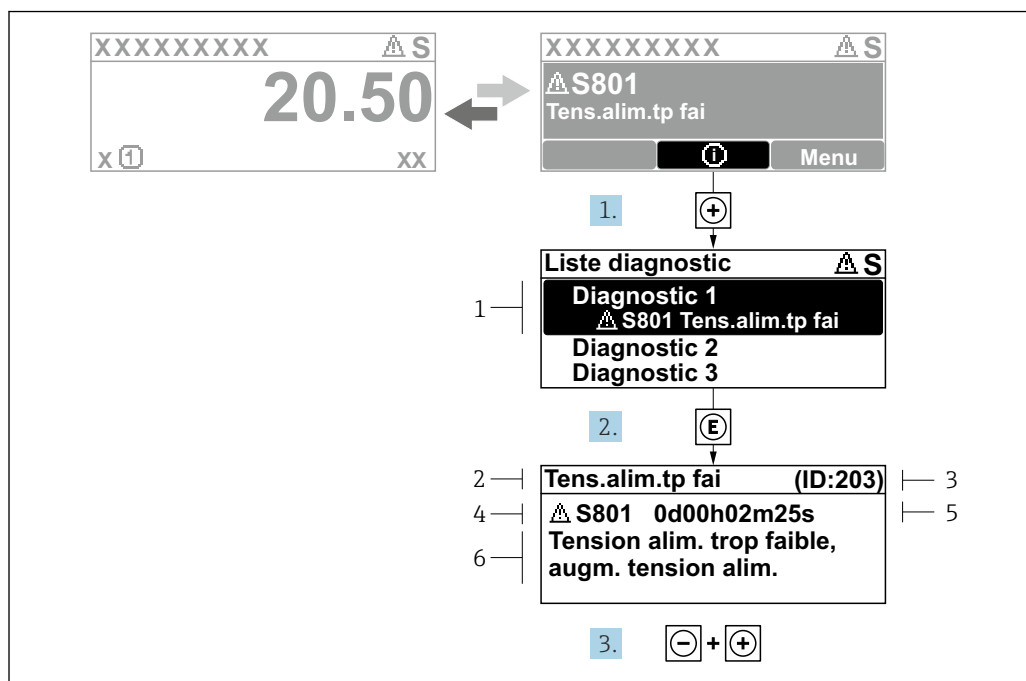 XXXXXXXXX ⚠ S
20.50
X 1 XX
XXXXXXXXX ⚠ S
⚠ S801
Tens.alim.tp fai
i Menu
1. +
Liste diagnostic ⚠ S
1
Diagnostic 1
⚠ S801 Tens.alim.tp fai
Diagnostic 2
Diagnostic 3
2. E
2 Tens.alim.tp fai (ID:203) 3
4 ⚠ S801 0d00h02m25s 5
6 Tension alim. trop faible,
augm. tension alim.
3. - + +